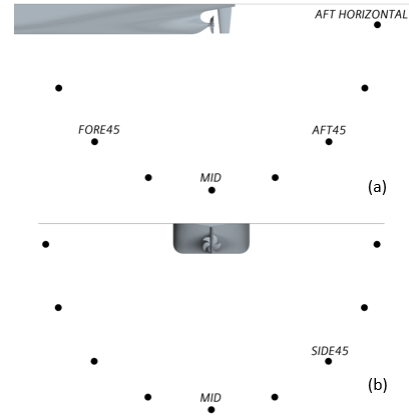 AFT HORIZONTAL
FORE45
AFT45
MID
(a)
SIDE45
MID
(b)